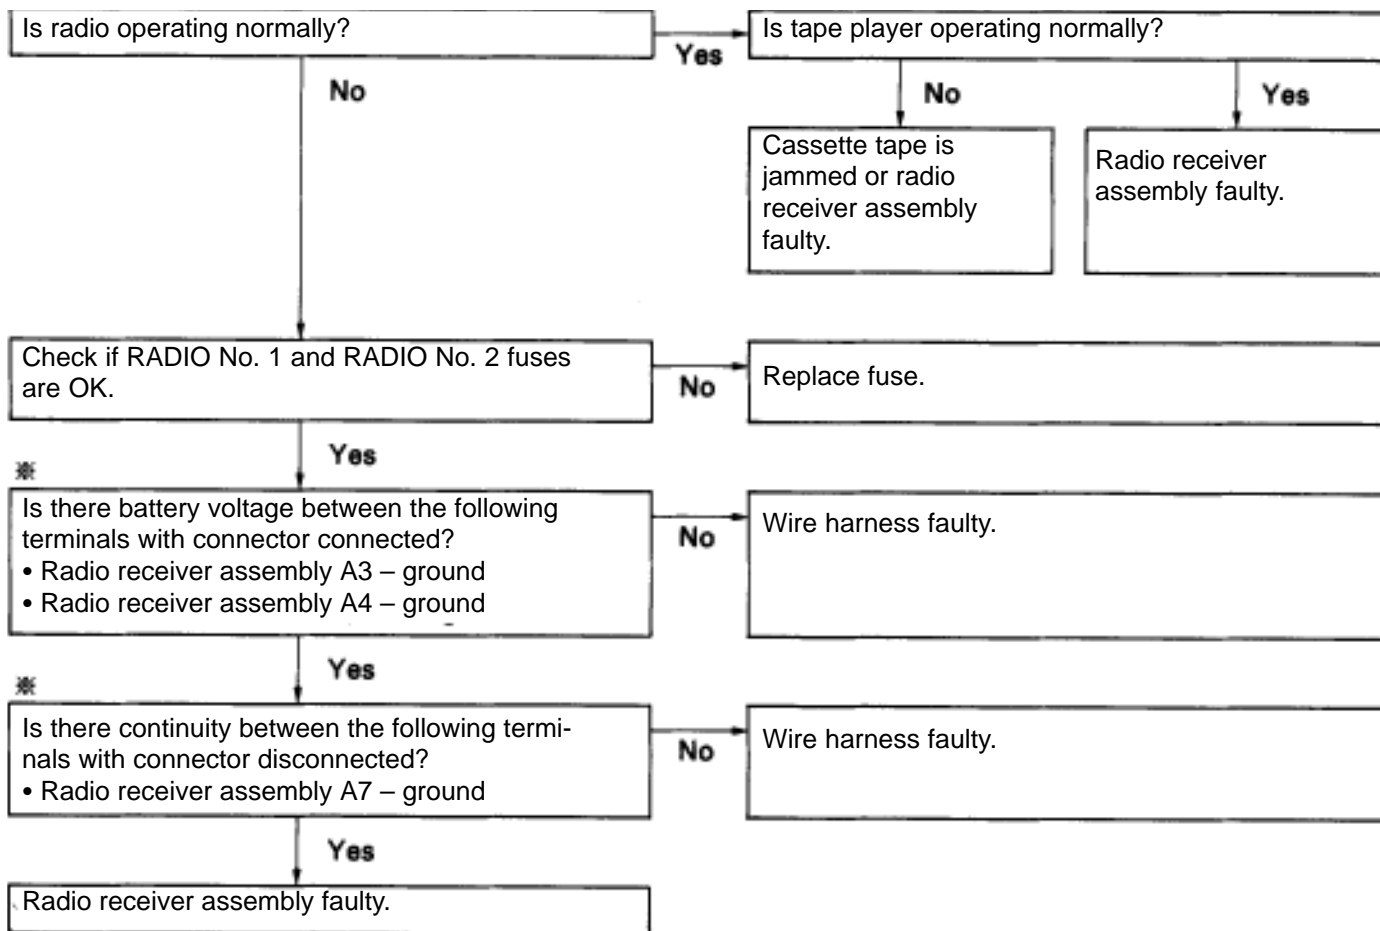 Is radio operating normally?
Yes
Is tape player operating normally?
No
No
Yes
Cassette tape is
jammed or radio
receiver assembly
faulty.
Radio receiver
assembly faulty.
Check if RADIO No. 1 and RADIO No. 2 fuses
are OK.
No
Replace fuse.
Yes
※
Is there battery voltage between the following
terminals with connector connected?
• Radio receiver assembly A3 – ground
• Radio receiver assembly A4 – ground
No
Wire harness faulty.
Yes
※
Is there continuity between the following termi-
nals with connector disconnected?
• Radio receiver assembly A7 – ground
No
Wire harness faulty.
Yes
Radio receiver assembly faulty.